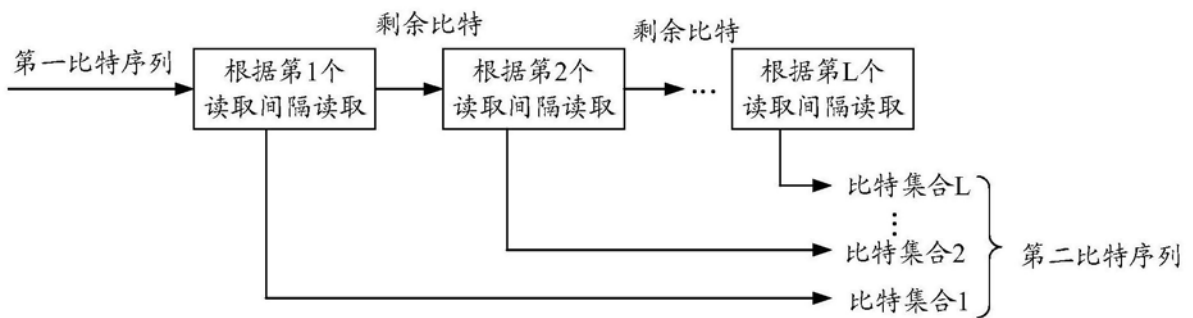 剩余比特
剩余比特
第一比特序列
根据第1个
读取间隔读取
根据第2个
读取间隔读取
...
根据第L个
读取间隔读取
比特集合L
⋮
比特集合2
第二比特序列
比特集合1